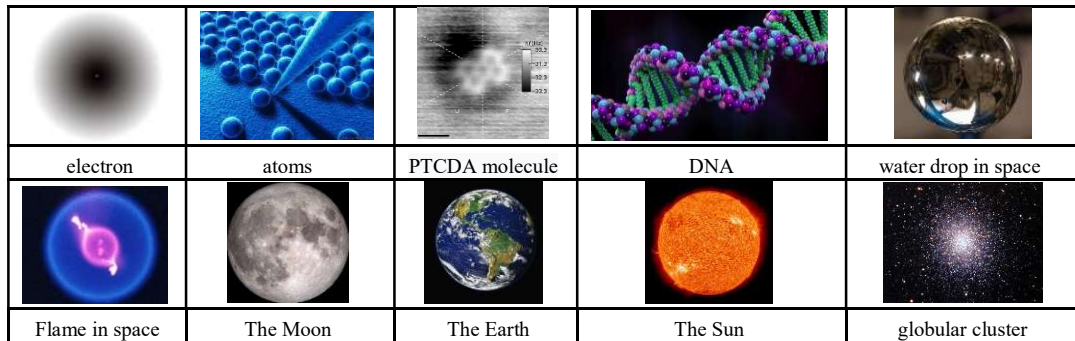 electron
atoms
PTCDA molecule
DNA
water drop in space
Flame in space
The Moon
The Earth
The Sun
globular cluster